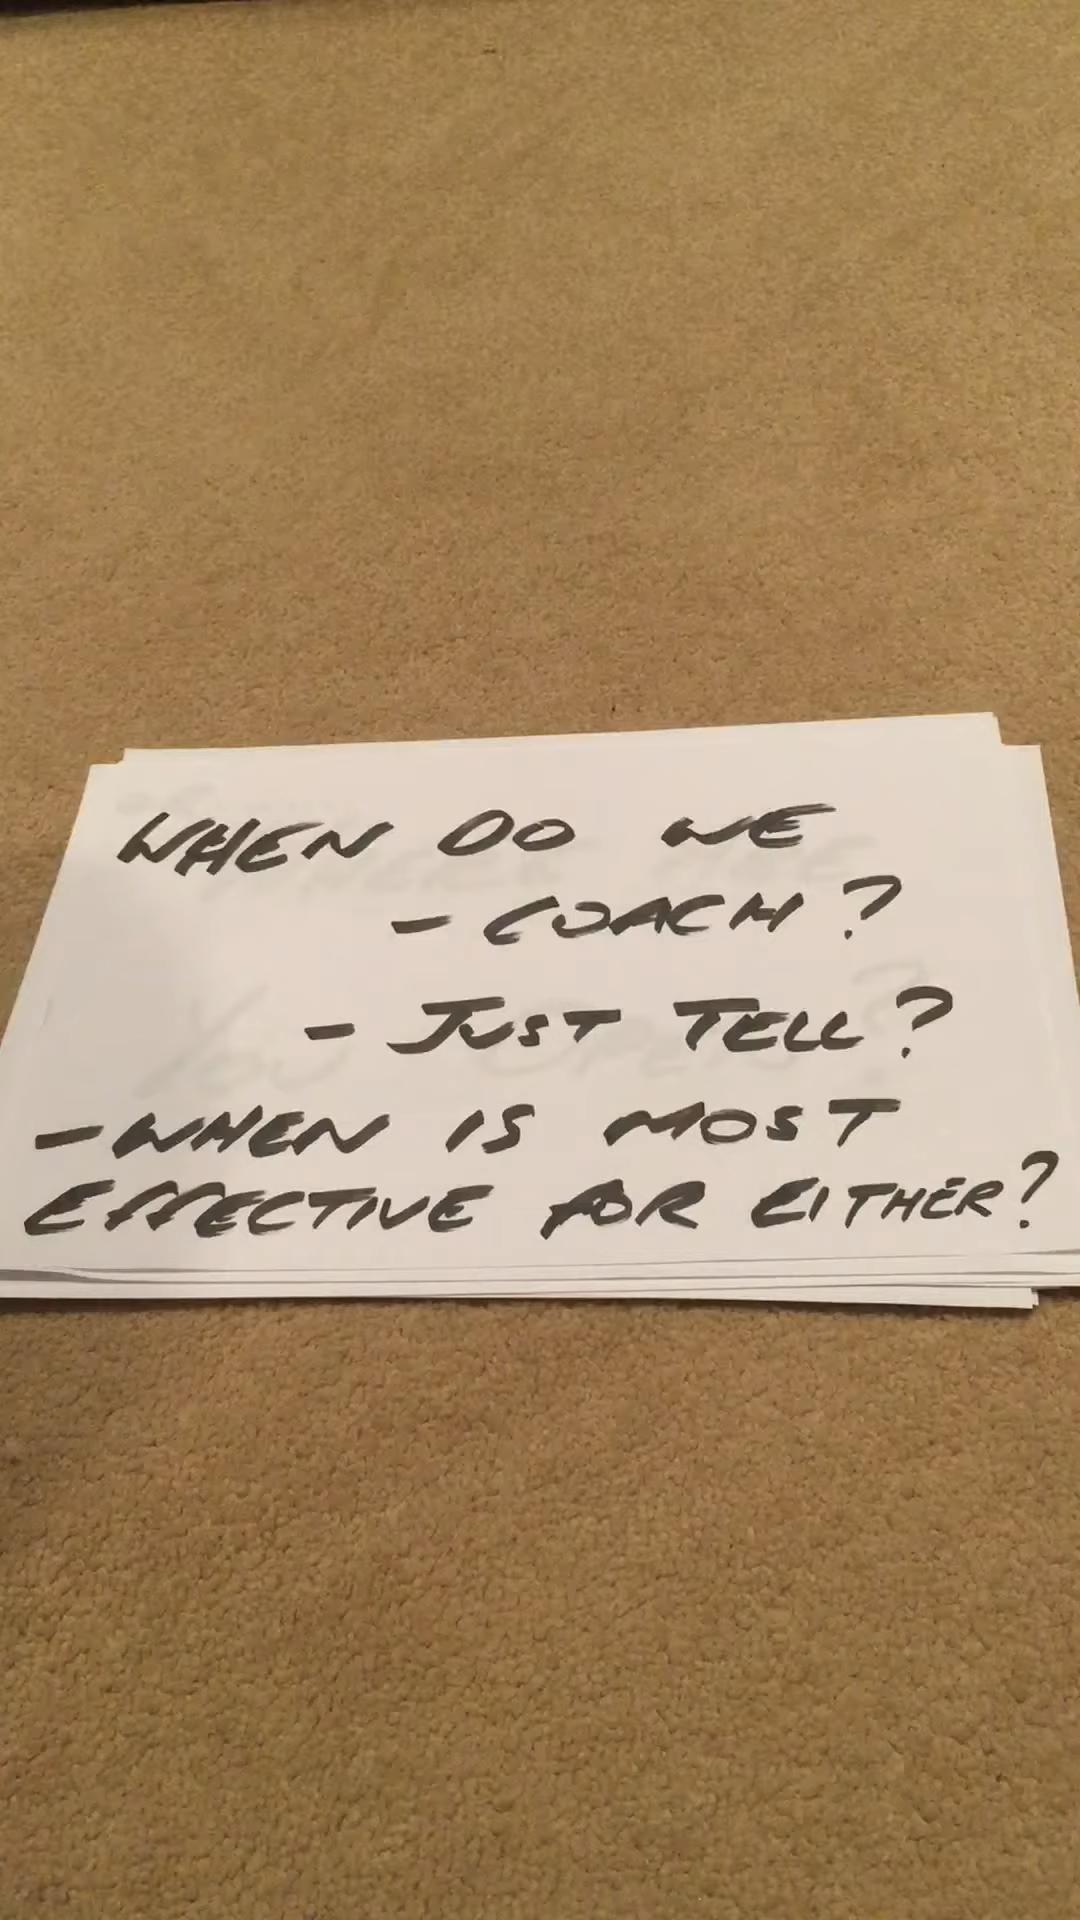 WHEN DO WE
- COACH?
- JUST TELL?
- WHEN IS MOST
EFFECTIVE FOR EITHER?